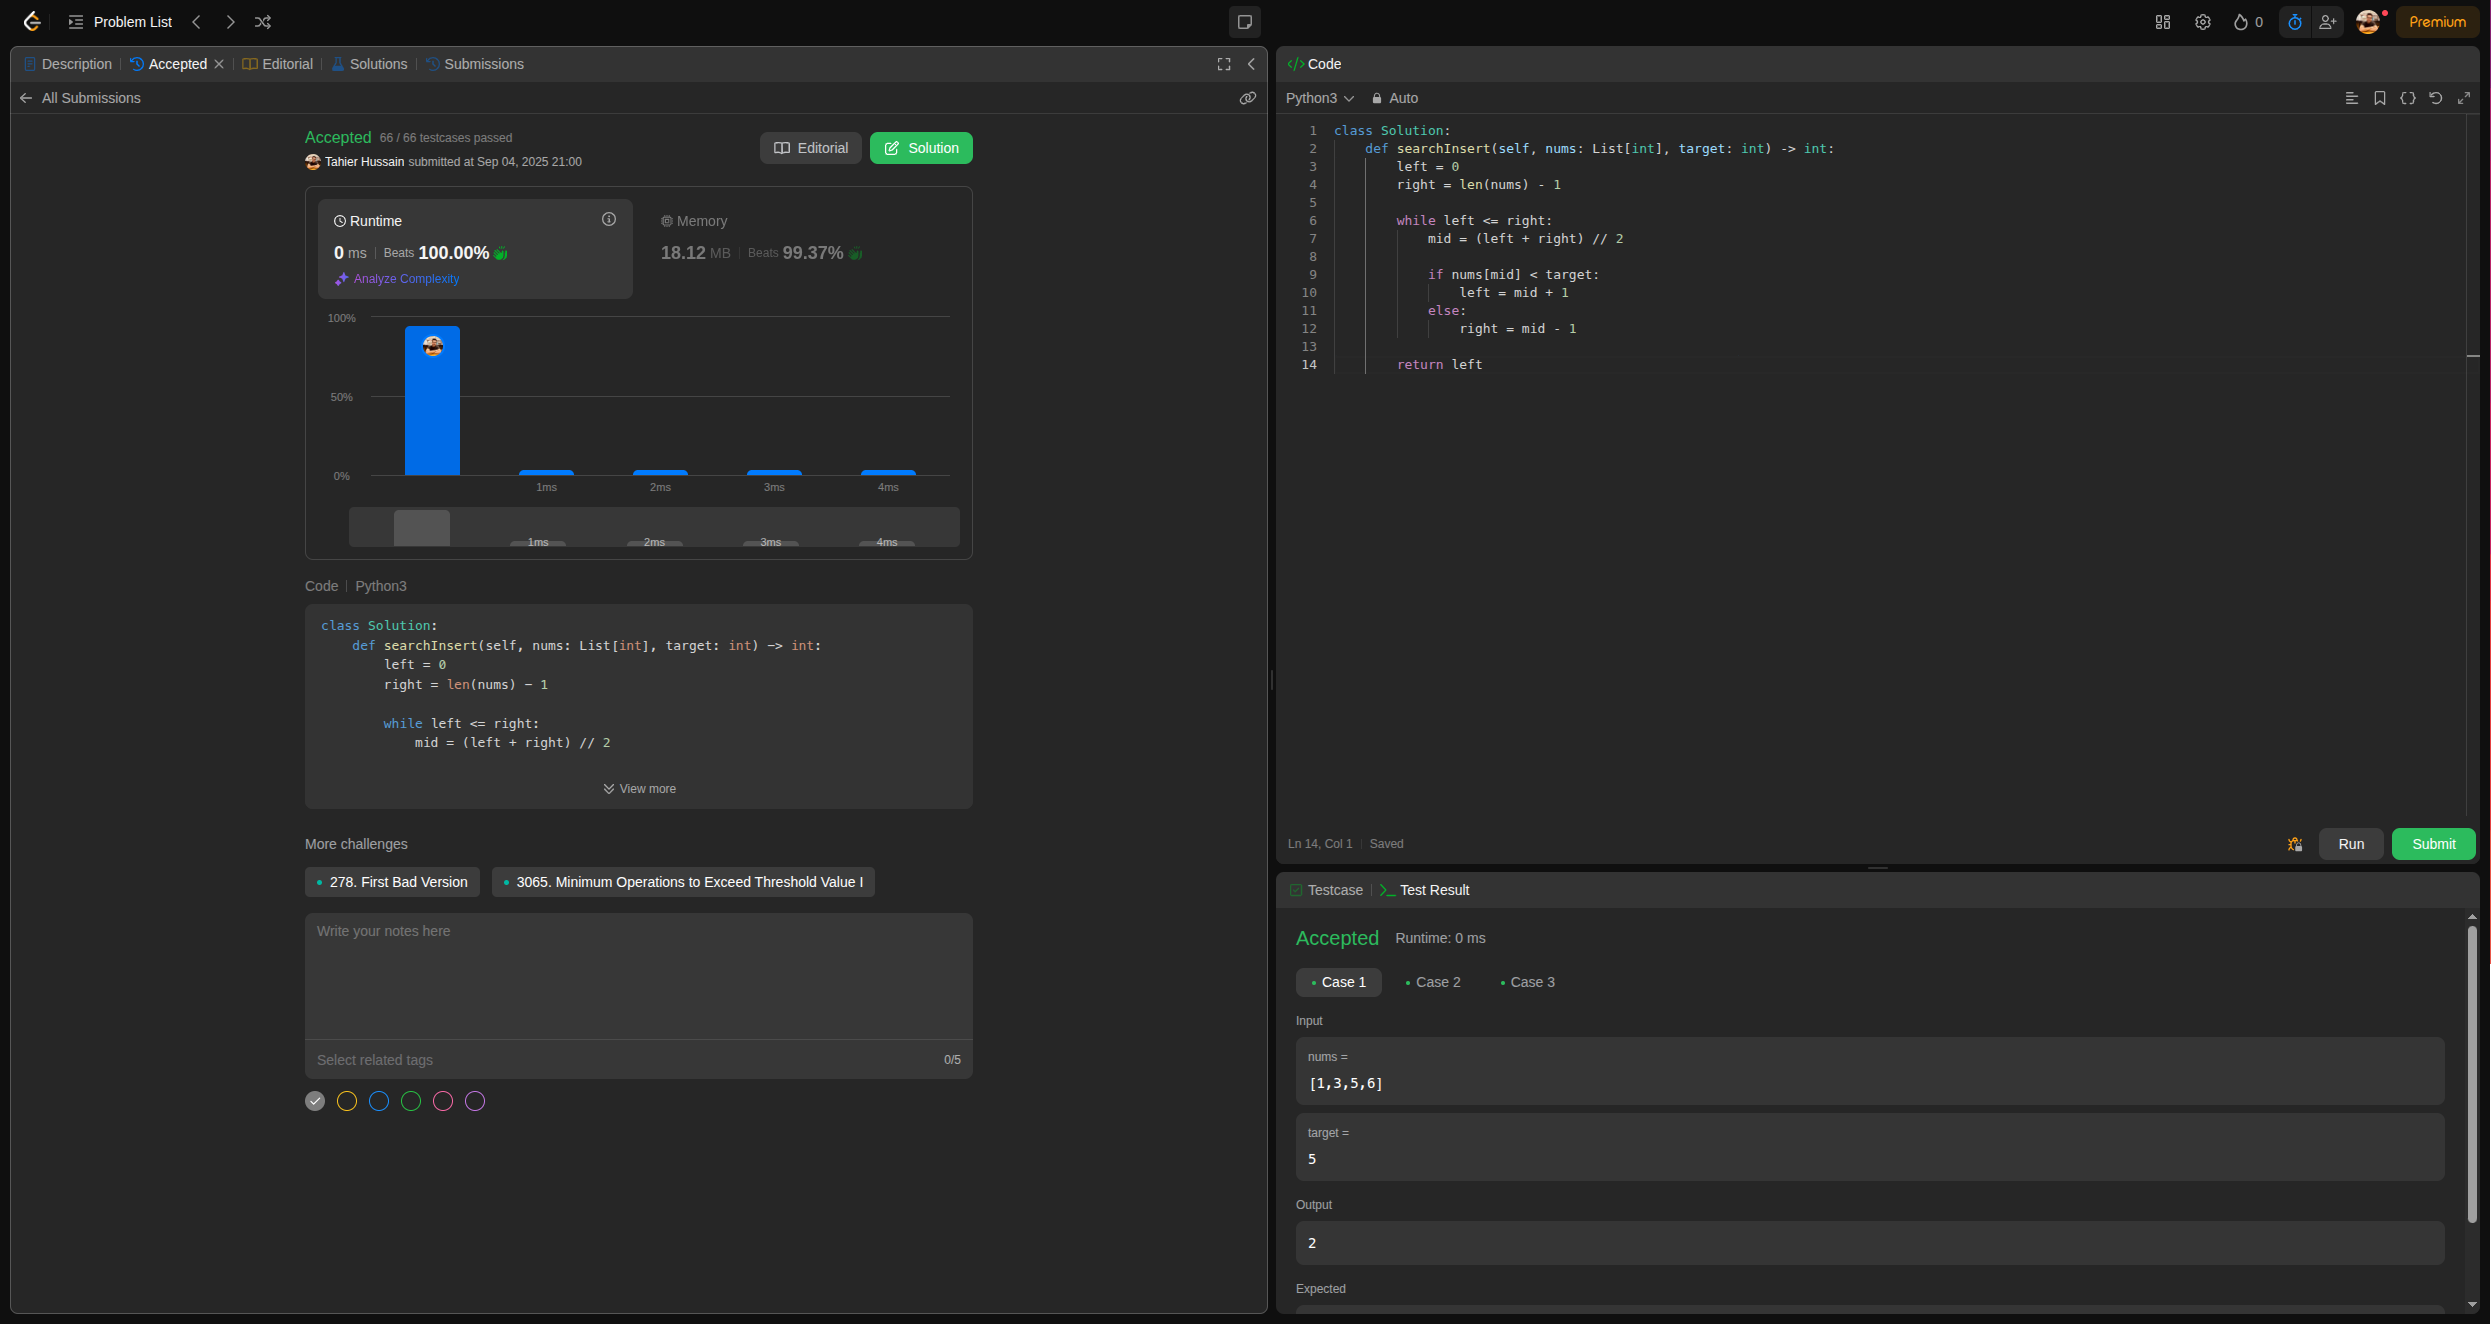 Problem List
0
Premium
Description
Accepted
Editorial
Solutions
Submissions
All Submissions
Accepted 66 / 66 testcases passed
Tahier Hussain submitted at Sep 04, 2025 21:00
Editorial
Solution
Runtime
0 ms Beats 100.00%
Analyze Complexity
Memory
18.12 MB Beats 99.37%
100%
50%
0%
1ms 2ms 3ms 4ms
1ms 2ms 3ms 4ms
Code Python3
class Solution:
    def searchInsert(self, nums: List[int], target: int) -> int:
        left = 0
        right = len(nums) - 1

        while left <= right:
            mid = (left + right) // 2
View more
More challenges
278. First Bad Version
3065. Minimum Operations to Exceed Threshold Value I
Write your notes here
Select related tags 0/5
</> Code
Python3 Auto
1 class Solution:
2     def searchInsert(self, nums: List[int], target: int) -> int:
3         left = 0
4         right = len(nums) - 1
5
6         while left <= right:
7             mid = (left + right) // 2
8
9             if nums[mid] < target:
10                 left = mid + 1
11             else:
12                 right = mid - 1
13
14         return left
Ln 14, Col 1 Saved
Run
Submit
Testcase
>_ Test Result
Accepted Runtime: 0 ms
Case 1
Case 2
Case 3
Input
nums =
[1,3,5,6]
target =
5
Output
2
Expected